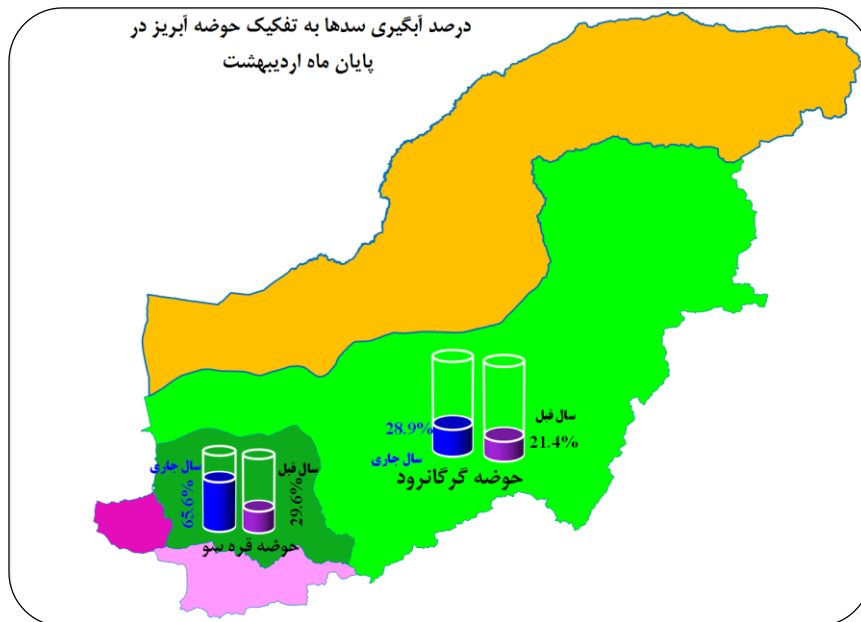 درصد آبگیری سدها به تفکیک حوضه آبریز در
پایان ماه اردیبهشت
سال قبل
21.4%
28.9%
سال جاری
حوضه گرگانرود
سال قبل
29.6%
سال جاری
65.6%
حوضه قره سو